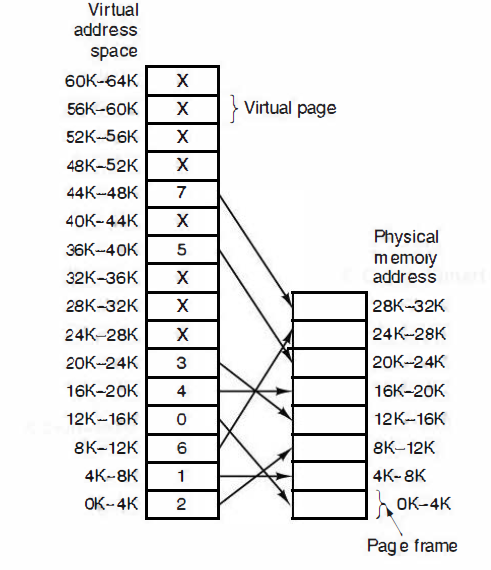 Virtual
address
space
60K–64K X
56K–60K X } Virtual page
52K–56K X
48K–52K X
44K–48K 7
40K–44K X
36K–40K 5
32K–36K X
28K–32K X
24K–28K X
20K–24K 3
16K–20K 4
12K–16K 0
8K–12K 6
4K–8K 1
0K–4K 2
Physical
memory
address
28K–32K
24K–28K
20K–24K
16K–20K
12K–16K
8K–12K
4K–8K
0K–4K
Page frame